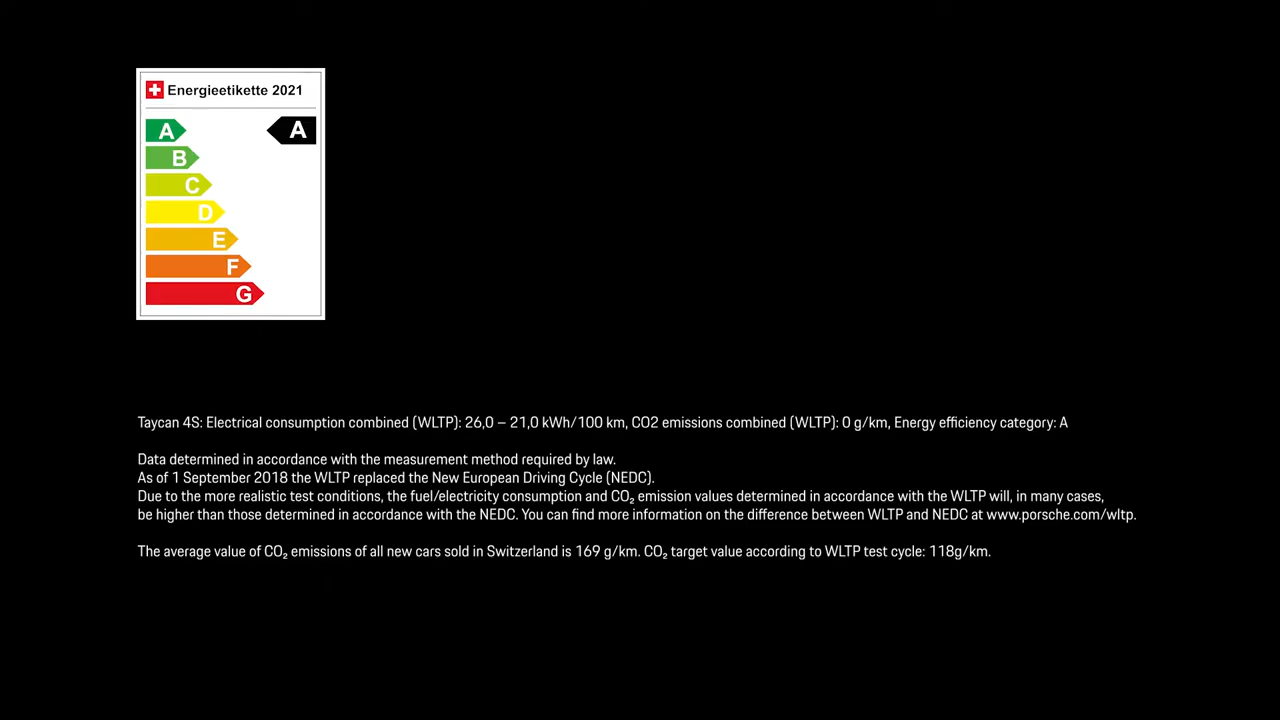 Energieetikette 2021
A A
B
C
D
E
F
G
Taycan 4S: Electrical consumption combined (WLTP): 26,0 – 21,0 kWh/100 km, CO2 emissions combined (WLTP): 0 g/km, Energy efficiency category: A
Data determined in accordance with the measurement method required by law.
As of 1 September 2018 the WLTP replaced the New European Driving Cycle (NEDC).
Due to the more realistic test conditions, the fuel/electricity consumption and CO₂ emission values determined in accordance with the WLTP will, in many cases,
be higher than those determined in accordance with the NEDC. You can find more information on the difference between WLTP and NEDC at www.porsche.com/wltp.
The average value of CO₂ emissions of all new cars sold in Switzerland is 169 g/km. CO₂ target value according to WLTP test cycle: 118g/km.